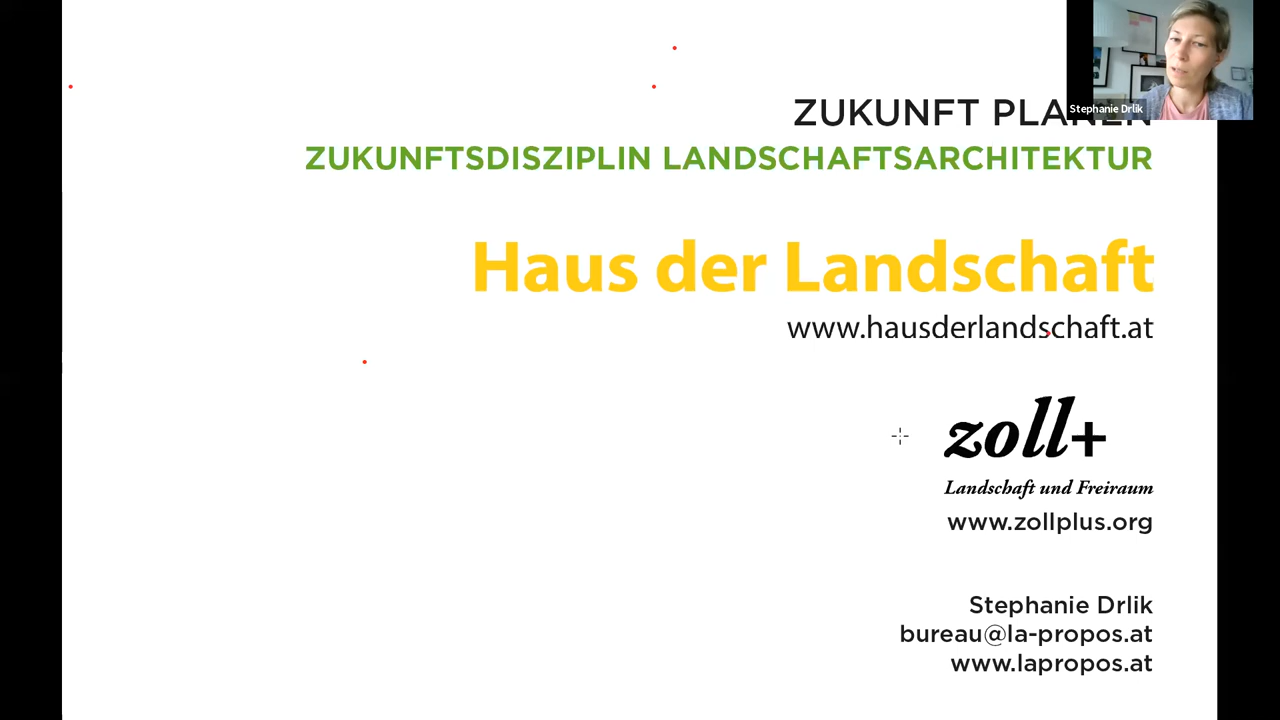 Stephanie Drlik
ZUKUNFT PLANEN
ZUKUNFTSDISZIPLIN LANDSCHAFTSARCHITEKTUR
Haus der Landschaft
www.hausderlandschaft.at
zoll+
Landschaft und Freiraum
www.zollplus.org
Stephanie Drlik
bureau@la-propos.at
www.lapropos.at